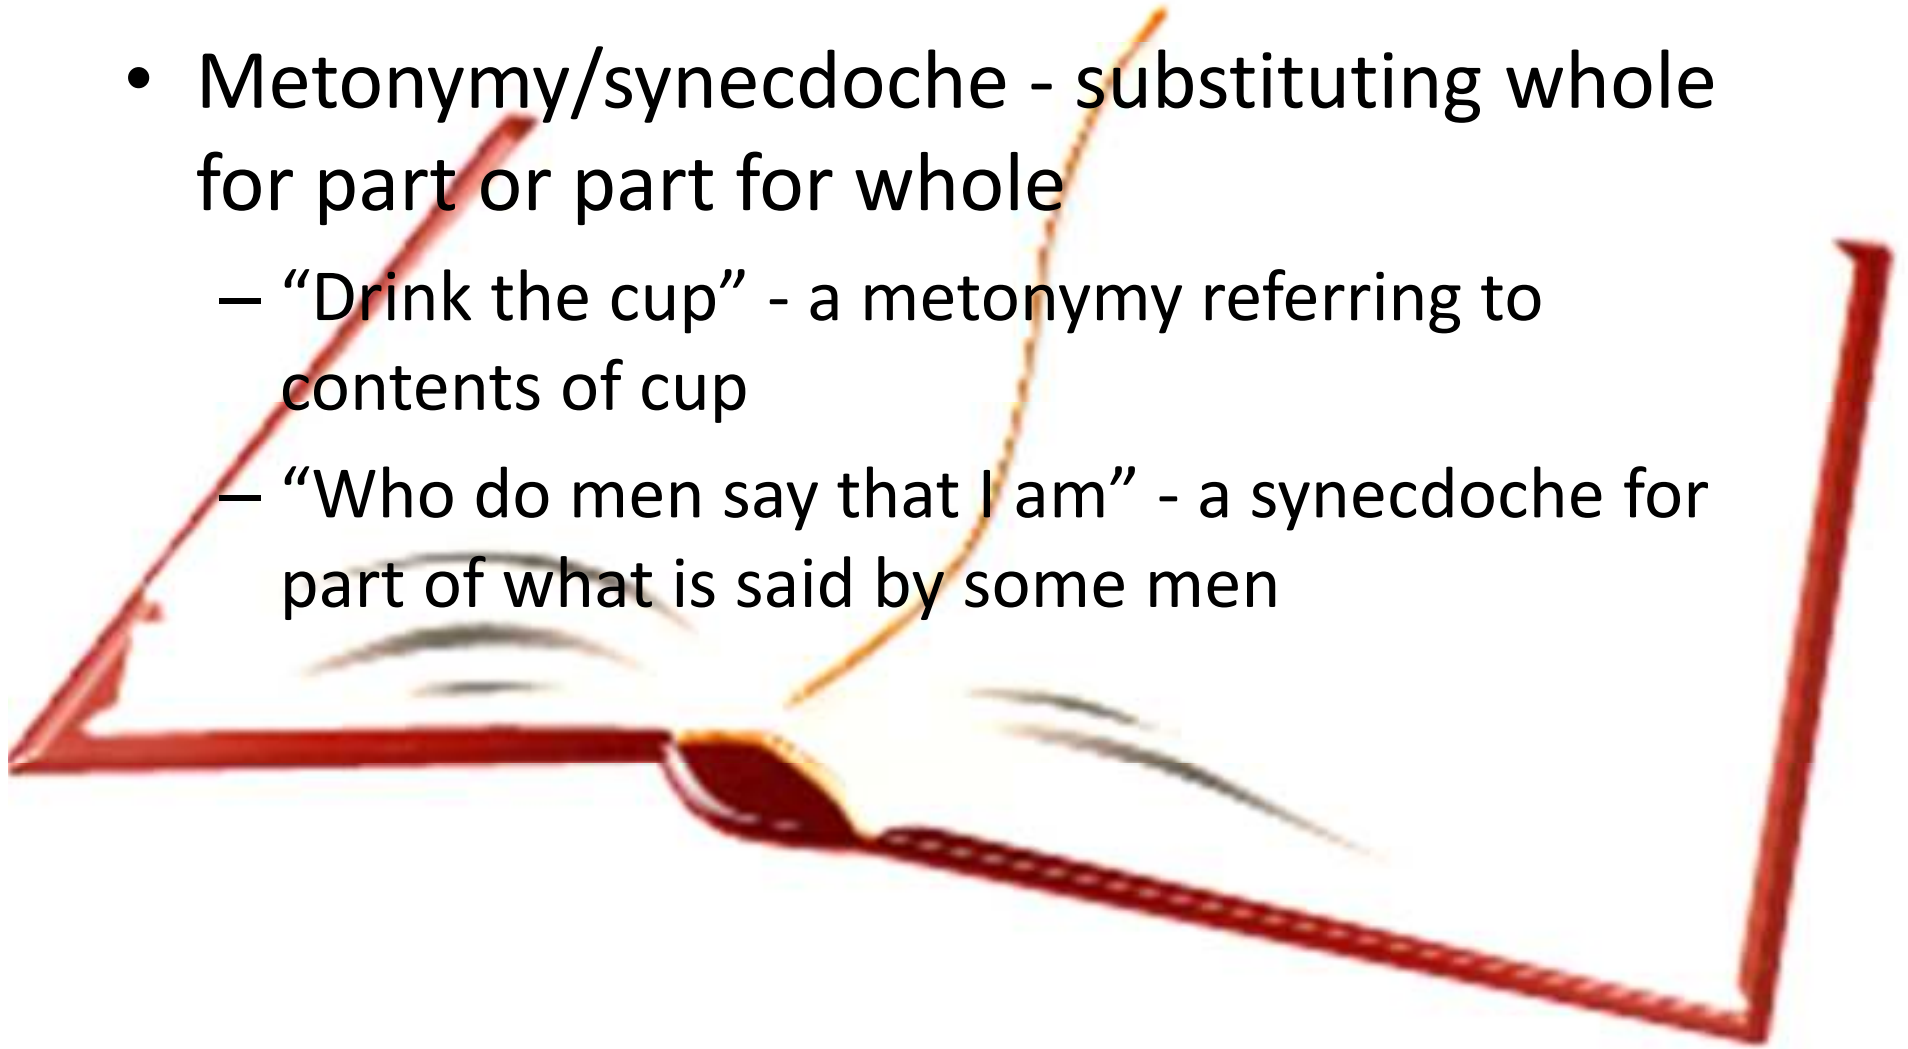 • Metonymy/synecdoche - substituting whole
for part or part for whole
– “Drink the cup” - a metonymy referring to
contents of cup
– “Who do men say that I am” - a synecdoche for
part of what is said by some men